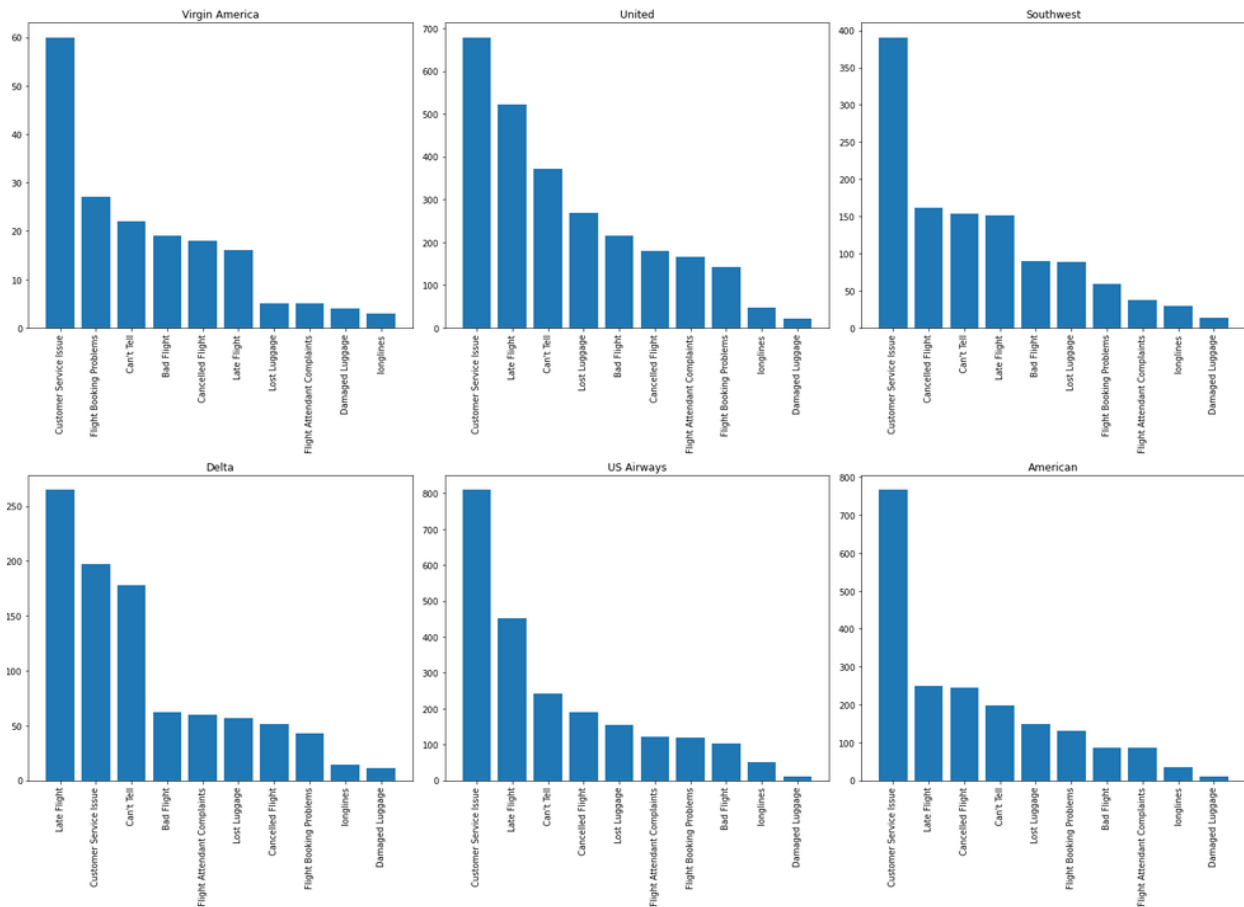 Virgin America
60
50
40
30
20
10
0
Customer Service Issue
Flight Booking Problems
Can't Tell
Bad Flight
Cancelled Flight
Late Flight
Lost Luggage
Flight Attendant Complaints
Damaged Luggage
longlines
United
700
600
500
400
300
200
100
0
Customer Service Issue
Late Flight
Can't Tell
Lost Luggage
Bad Flight
Cancelled Flight
Flight Attendant Complaints
Flight Booking Problems
longlines
Damaged Luggage
Southwest
400
350
300
250
200
150
100
50
0
Customer Service Issue
Cancelled Flight
Can't Tell
Late Flight
Bad Flight
Lost Luggage
Flight Booking Problems
Flight Attendant Complaints
longlines
Damaged Luggage
Delta
250
200
150
100
50
0
Late Flight
Customer Service Issue
Can't Tell
Bad Flight
Flight Attendant Complaints
Lost Luggage
Cancelled Flight
Flight Booking Problems
longlines
Damaged Luggage
US Airways
800
700
600
500
400
300
200
100
0
Customer Service Issue
Late Flight
Can't Tell
Cancelled Flight
Lost Luggage
Flight Attendant Complaints
Flight Booking Problems
Bad Flight
longlines
Damaged Luggage
American
800
700
600
500
400
300
200
100
0
Customer Service Issue
Late Flight
Cancelled Flight
Can't Tell
Lost Luggage
Flight Booking Problems
Bad Flight
Flight Attendant Complaints
longlines
Damaged Luggage